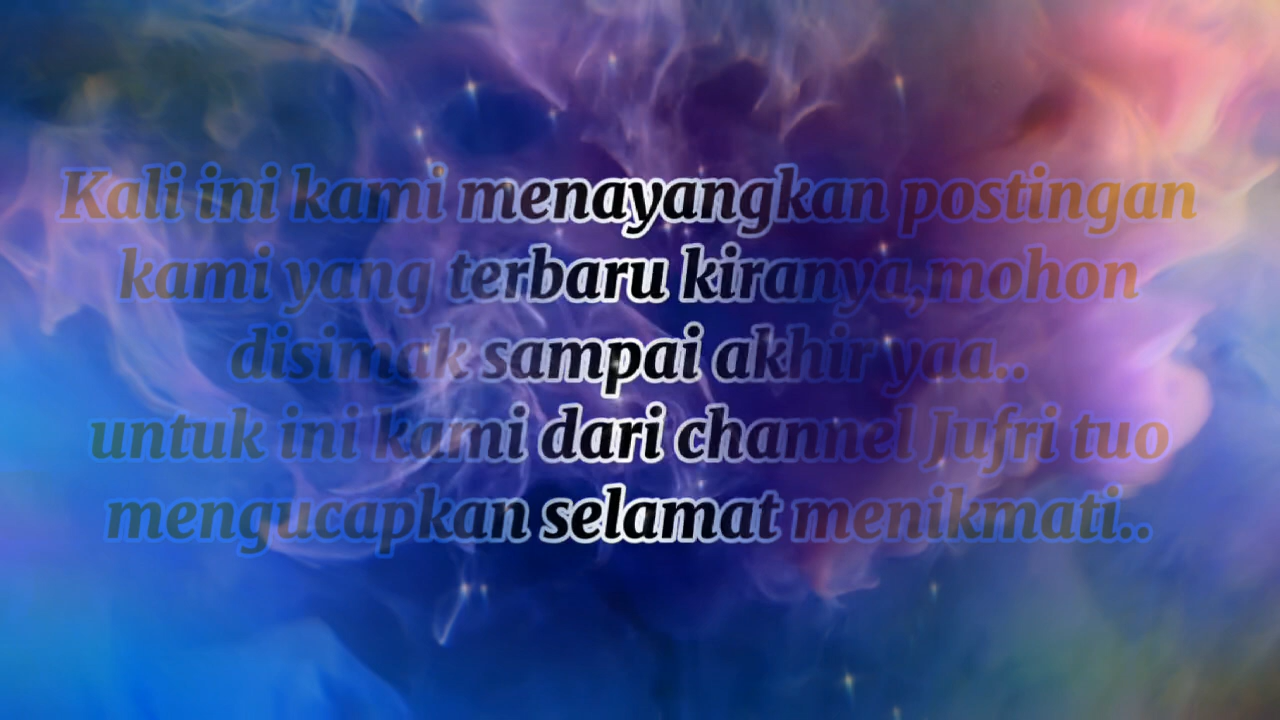 Kali ini kami menayangkan postingan
kami yang terbaru kiranya,mohon
disimak sampai akhir yaa..
untuk ini kami dari channel Jufri tuo
mengucapkan selamat menikmati..